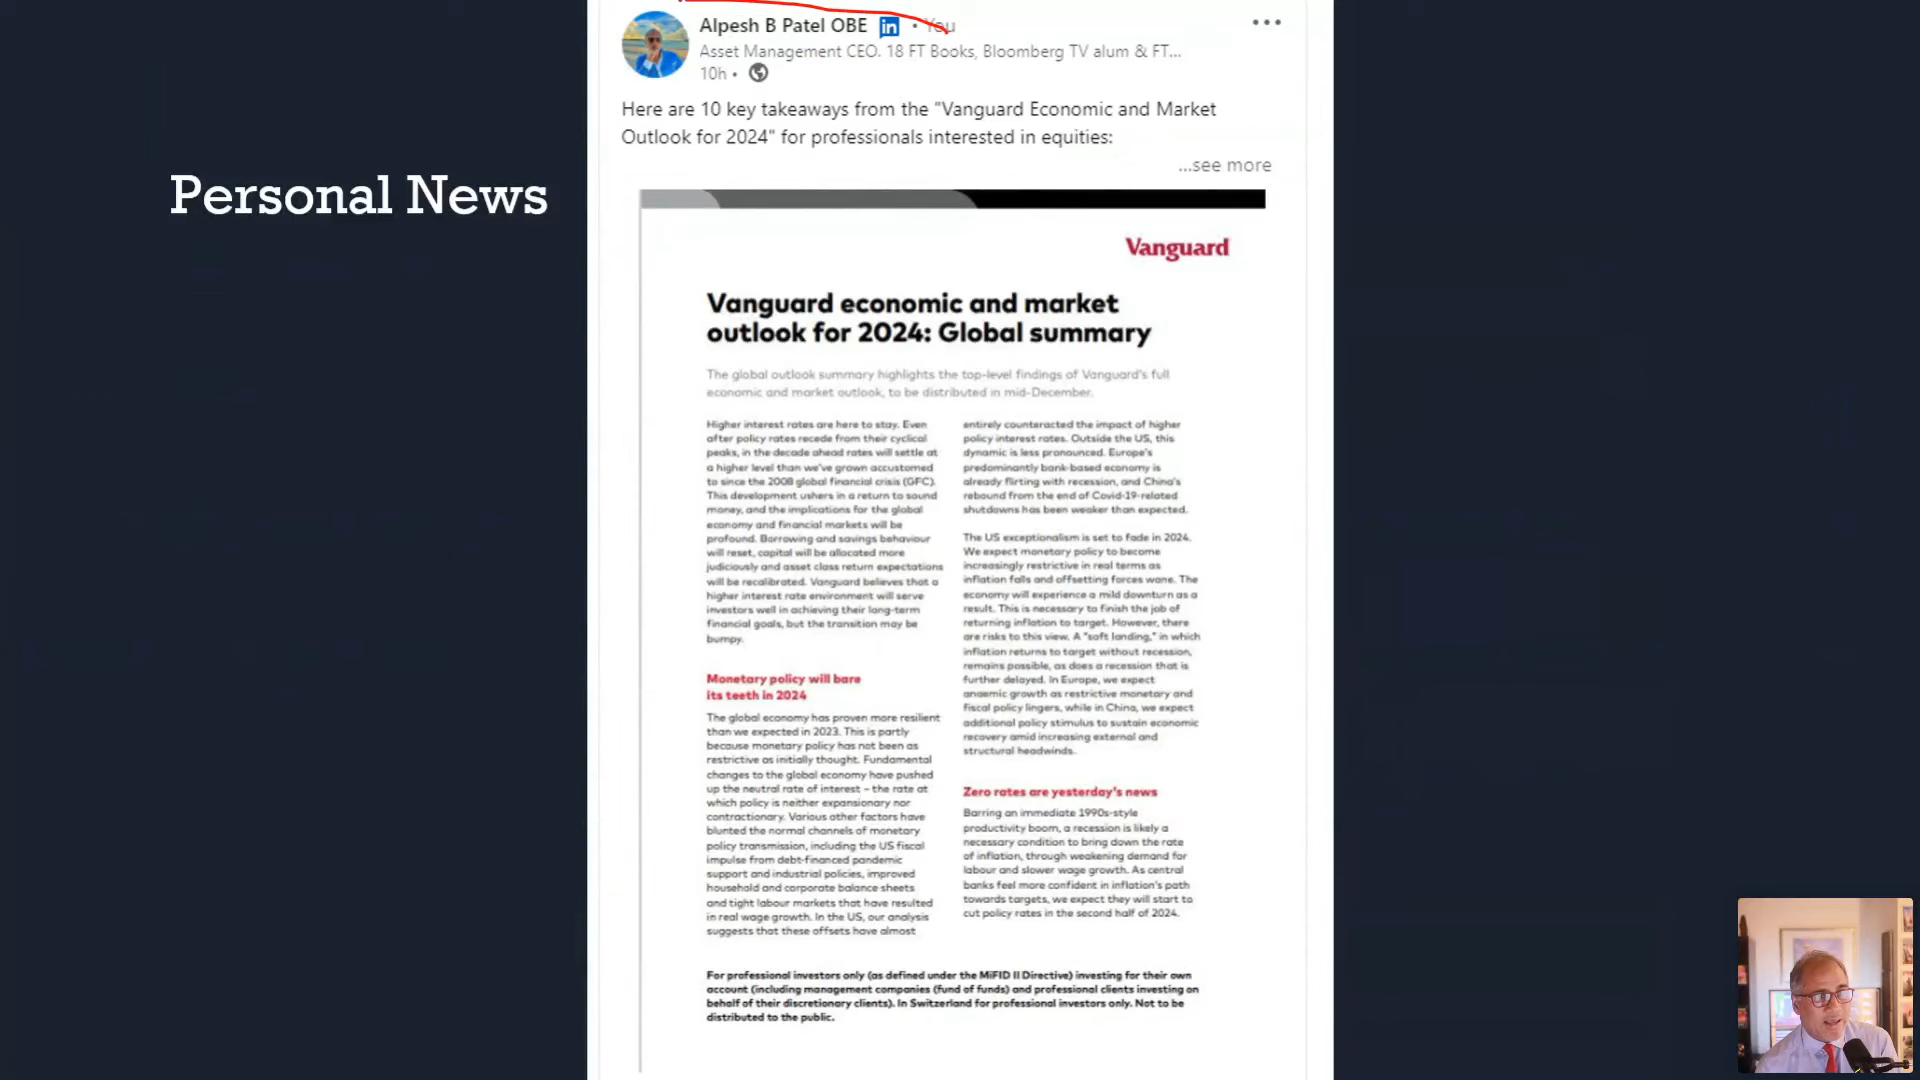 Alpesh B Patel OBE in • You
Asset Management CEO. 18 FT Books, Bloomberg TV alum & FT...
10h •
Here are 10 key takeaways from the "Vanguard Economic and Market
Outlook for 2024" for professionals interested in equities:
...see more
Personal News
Vanguard
Vanguard economic and market
outlook for 2024: Global summary
The global outlook summary highlights the top-level findings of Vanguard's full
economic and market outlook, to be distributed in mid-December.
Higher interest rates are here to stay. Even
after policy rates recede from their cyclical
peaks, in the decade ahead rates will settle at
a higher level than we've grown accustomed
to since the 2008 global financial crisis (GFC).
This development ushers in a return to sound
money, and the implications for the global
economy and financial markets will be
profound. Borrowing and savings behaviour
will reset, capital will be allocated more
judiciously and asset class return expectations
will be recalibrated. Vanguard believes that a
higher interest rate environment will serve
investors well in achieving their long-term
financial goals, but the transition may be
bumpy.
Monetary policy will bare
its teeth in 2024
The global economy has proven more resilient
than we expected in 2023. This is partly
because monetary policy has not been as
restrictive as initially thought. Fundamental
changes to the global economy have pushed
up the neutral rate of interest – the rate at
which policy is neither expansionary nor
contractionary. Various other factors have
blunted the normal channels of monetary
policy transmission, including the US fiscal
impulse from debt-financed pandemic
support and industrial policies, improved
household and corporate balance sheets
and tight labour markets that have resulted
in real wage growth. In the US, our analysis
suggests that these offsets have almost
entirely counteracted the impact of higher
policy interest rates. Outside the US, this
dynamic is less pronounced. Europe's
predominantly bank-based economy is
already flirting with recession, and China's
rebound from the end of Covid-19-related
shutdowns has been weaker than expected.
The US exceptionalism is set to fade in 2024.
We expect monetary policy to become
increasingly restrictive in real terms as
inflation falls and offsetting forces wane. The
economy will experience a mild downturn as a
result. This is necessary to finish the job of
returning inflation to target. However, there
are risks to this view. A "soft landing," in which
inflation returns to target without recession,
remains possible, as does a recession that is
further delayed. In Europe, we expect
anaemic growth as restrictive monetary and
fiscal policy lingers, while in China, we expect
additional policy stimulus to sustain economic
recovery amid increasing external and
structural headwinds.
Zero rates are yesterday's news
Barring an immediate 1990s-style
productivity boom, a recession is likely a
necessary condition to bring down the rate
of inflation, through weakening demand for
labour and slower wage growth. As central
banks feel more confident in inflation's path
towards targets, we expect they will start to
cut policy rates in the second half of 2024.
For professional investors only (as defined under the MiFID II Directive) investing for their own
account (including management companies (fund of funds) and professional clients investing on
behalf of their discretionary clients). In Switzerland for professional investors only. Not to be
distributed to the public.